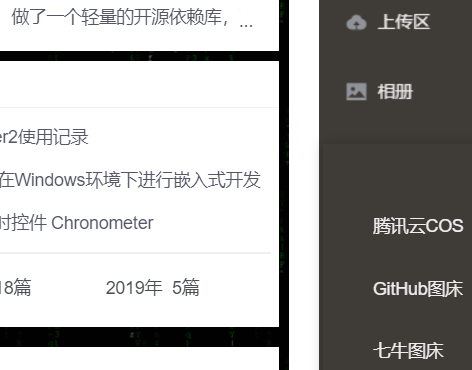 做了一个轻量的开源依赖库，...
er2使用记录
在Windows环境下进行嵌入式开发
时控件 Chronometer
18篇
2019年 5篇
上传区
相册
腾讯云COS
GitHub图床
七牛图床